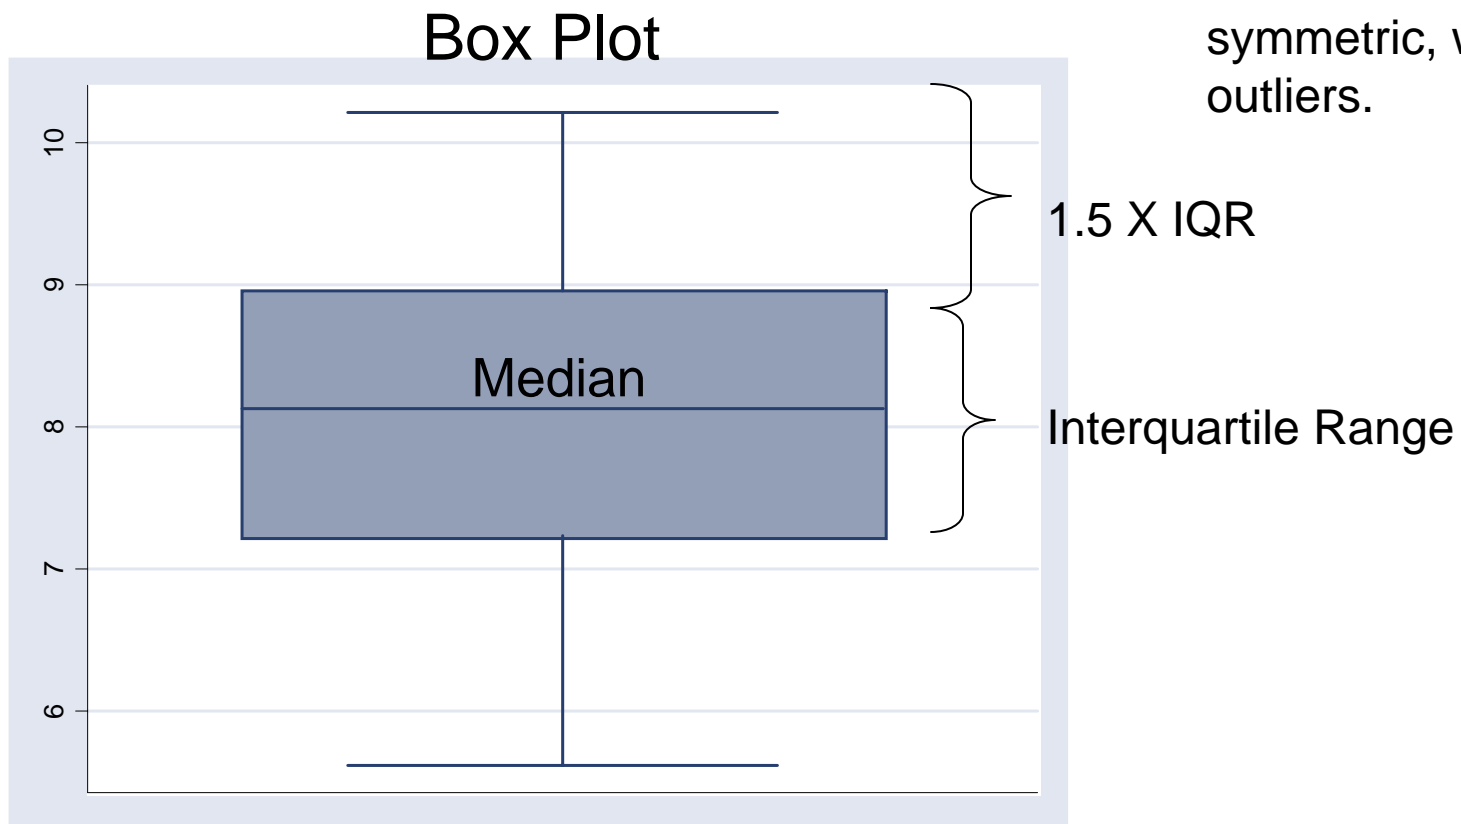 Box Plot
symmetric,
outliers.
10
9
8
7
6
1.5 X IQR
Median
Interquartile Range